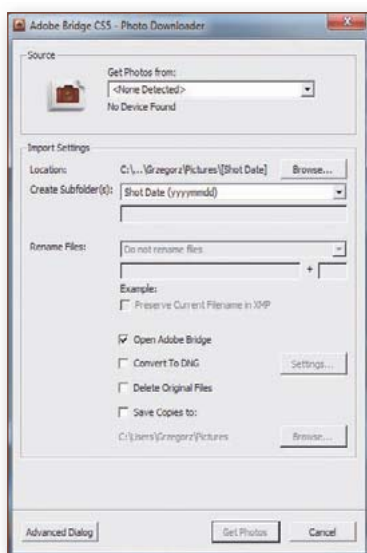 Adobe Bridge CS5 - Photo Downloader
Source
Get Photos from:
<None Detected>
No Device Found
Import Settings
Location: C:\...\Grzegorz\Pictures\[Shot Date] Browse...
Create Subfolder(s): Shot Date (yyyymmdd)
Rename Files: Do not rename files
+
Example:
Preserve Current Filename in XMP
Open Adobe Bridge
Convert To DNG Settings...
Delete Original Files
Save Copies to:
C:\Users\Grzegorz\Pictures Browse...
Advanced Dialog Get Photos Cancel